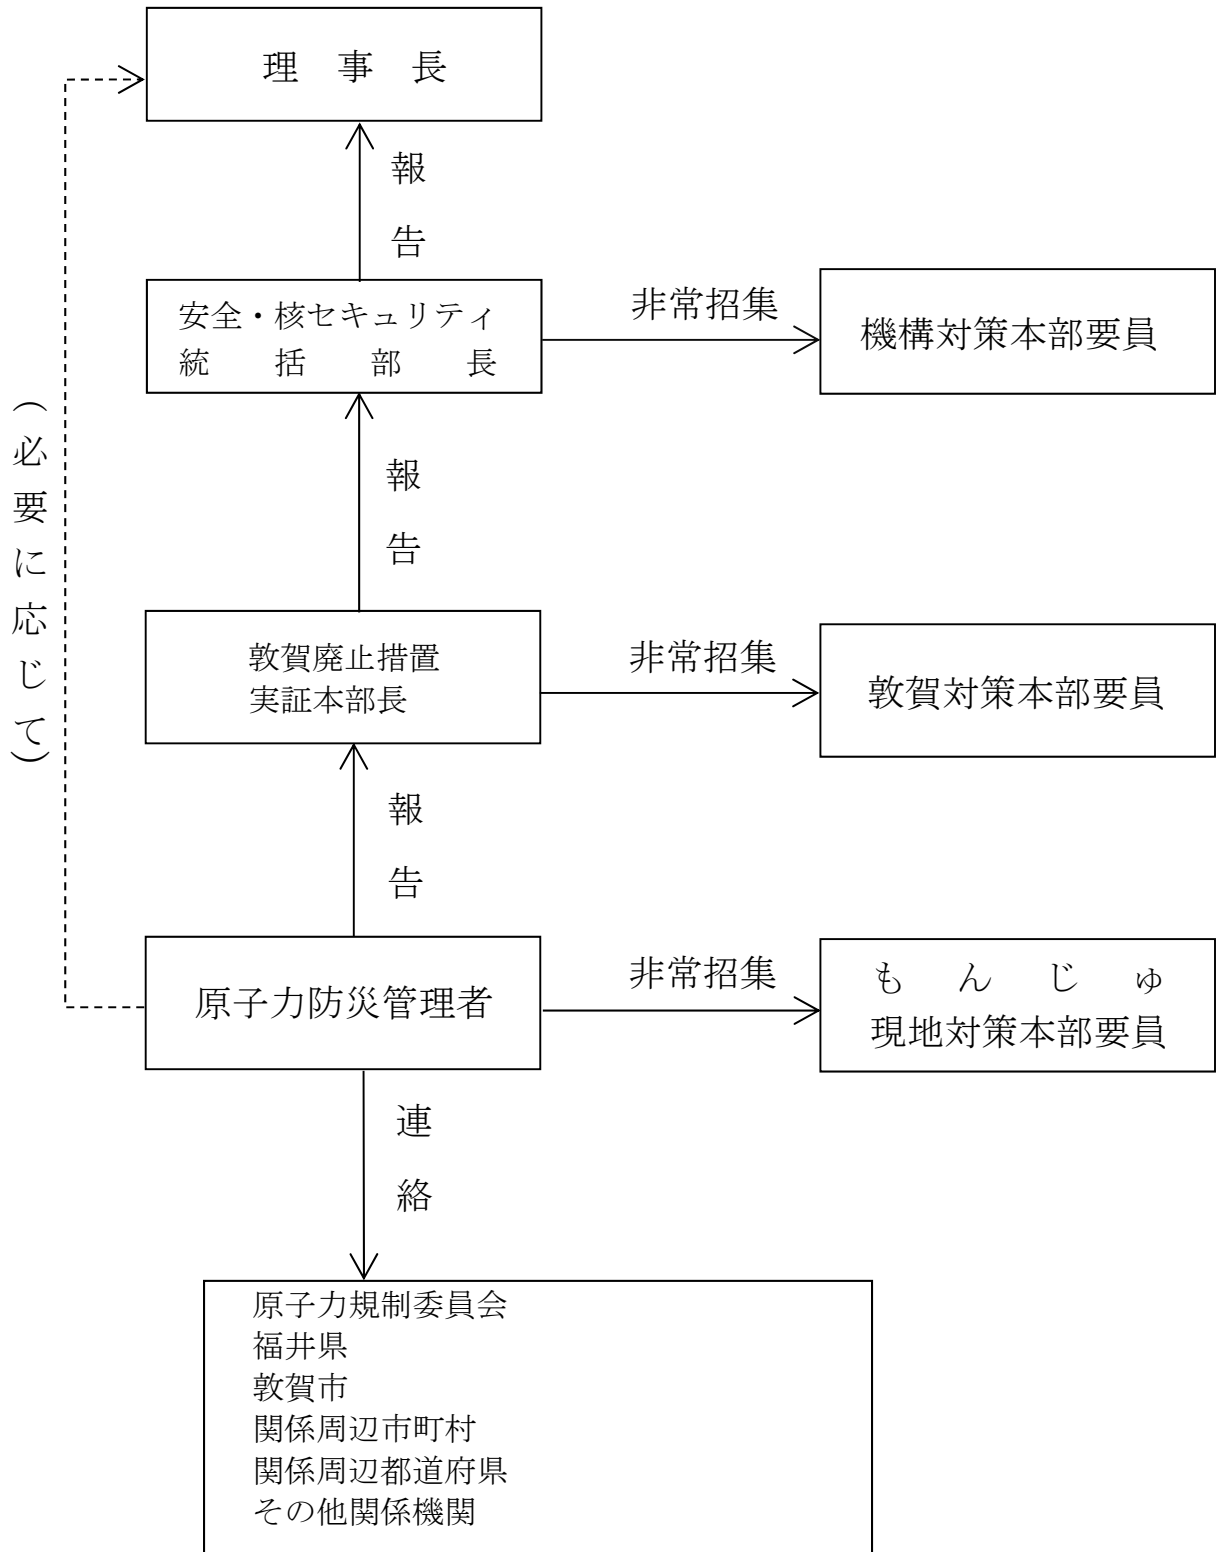 理 事 長
報
告
安全・核セキュリティ
統 括 部 長
非常招集
機構対策本部要員
(必要に応じて)
報
告
敦賀廃止措置
実証本部長
非常招集
敦賀対策本部要員
報
告
原子力防災管理者
非常招集
も ん じ ゅ
現地対策本部要員
連
絡
原子力規制委員会
福井県
敦賀市
関係周辺市町村
関係周辺都道府県
その他関係機関